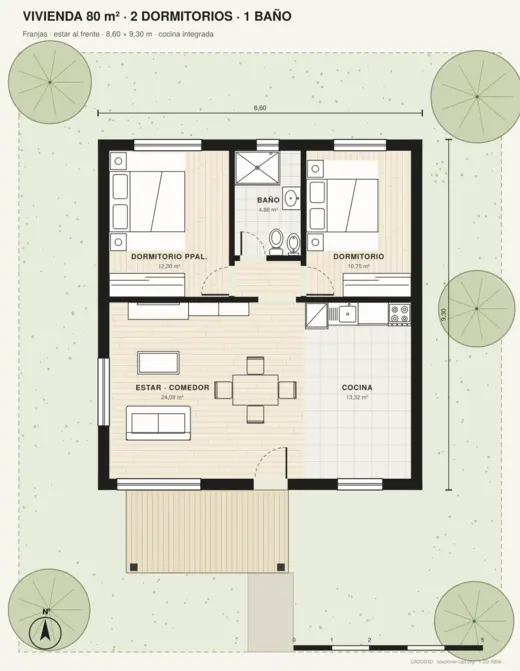 VIVIENDA 80 m² · 2 DORMITORIOS · 1 BAÑO
Franjas · estar al frente · 8,60 × 9,30 m · cocina integrada
8,60
BAÑO
4,86 m²
DORMITORIO PPAL.
12,30 m²
DORMITORIO
10,75 m²
9,30
ESTAR · COMEDOR
24,08 m²
COCINA
13,32 m²
N
0 1 2 5